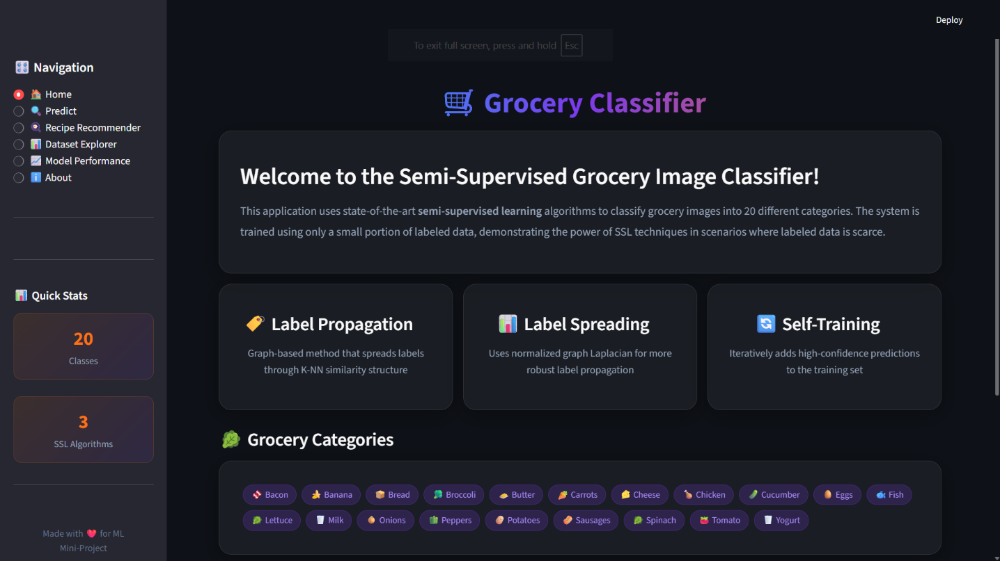 Deploy
To exit full screen, press and hold Esc
Navigation
Home
Predict
Recipe Recommender
Dataset Explorer
Model Performance
About
Quick Stats
20
Classes
3
SSL Algorithms
Made with ❤️ for ML
Mini-Project
Grocery Classifier
Welcome to the Semi-Supervised Grocery Image Classifier!
This application uses state-of-the-art semi-supervised learning algorithms to classify grocery images into 20 different categories. The system is
trained using only a small portion of labeled data, demonstrating the power of SSL techniques in scenarios where labeled data is scarce.
Label Propagation
Graph-based method that spreads labels
through K-NN similarity structure
Label Spreading
Uses normalized graph Laplacian for more
robust label propagation
Self-Training
Iteratively adds high-confidence predictions
to the training set
Grocery Categories
Bacon Banana Bread Broccoli Butter Carrots Cheese Chicken Cucumber Eggs Fish
Lettuce Milk Onions Peppers Potatoes Sausages Spinach Tomato Yogurt